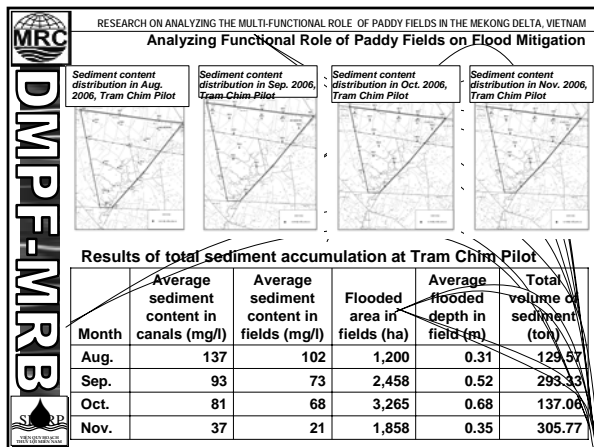 RESEARCH ON ANALYZING THE MULTI-FUNCTIONAL ROLE OF PADDY FIELDS IN THE MEKONG DELTA, VIETNAM
MRC
Analyzing Functional Role of Paddy Fields on Flood Mitigation
DMPF-MRB
Sediment content distribution in Aug. 2006, Tram Chim Pilot
Sediment content distribution in Sep. 2006, Tram Chim Pilot
Sediment content distribution in Oct. 2006, Tram Chim Pilot
Sediment content distribution in Nov. 2006, Tram Chim Pilot
Results of total sediment accumulation at Tram Chim Pilot
Month Average sediment content in canals (mg/l) Average sediment content in fields (mg/l) Flooded area in fields (ha) Average flooded depth in field (m) Total volume of sediment (ton)
Aug. 137 102 1,200 0.31 129.57
Sep. 93 73 2,458 0.52 293.33
Oct. 81 68 3,265 0.68 137.06
Nov. 37 21 1,858 0.35 305.77
VIỆN QUY HOẠCH
THUỶ LỢI MIỀN NAM